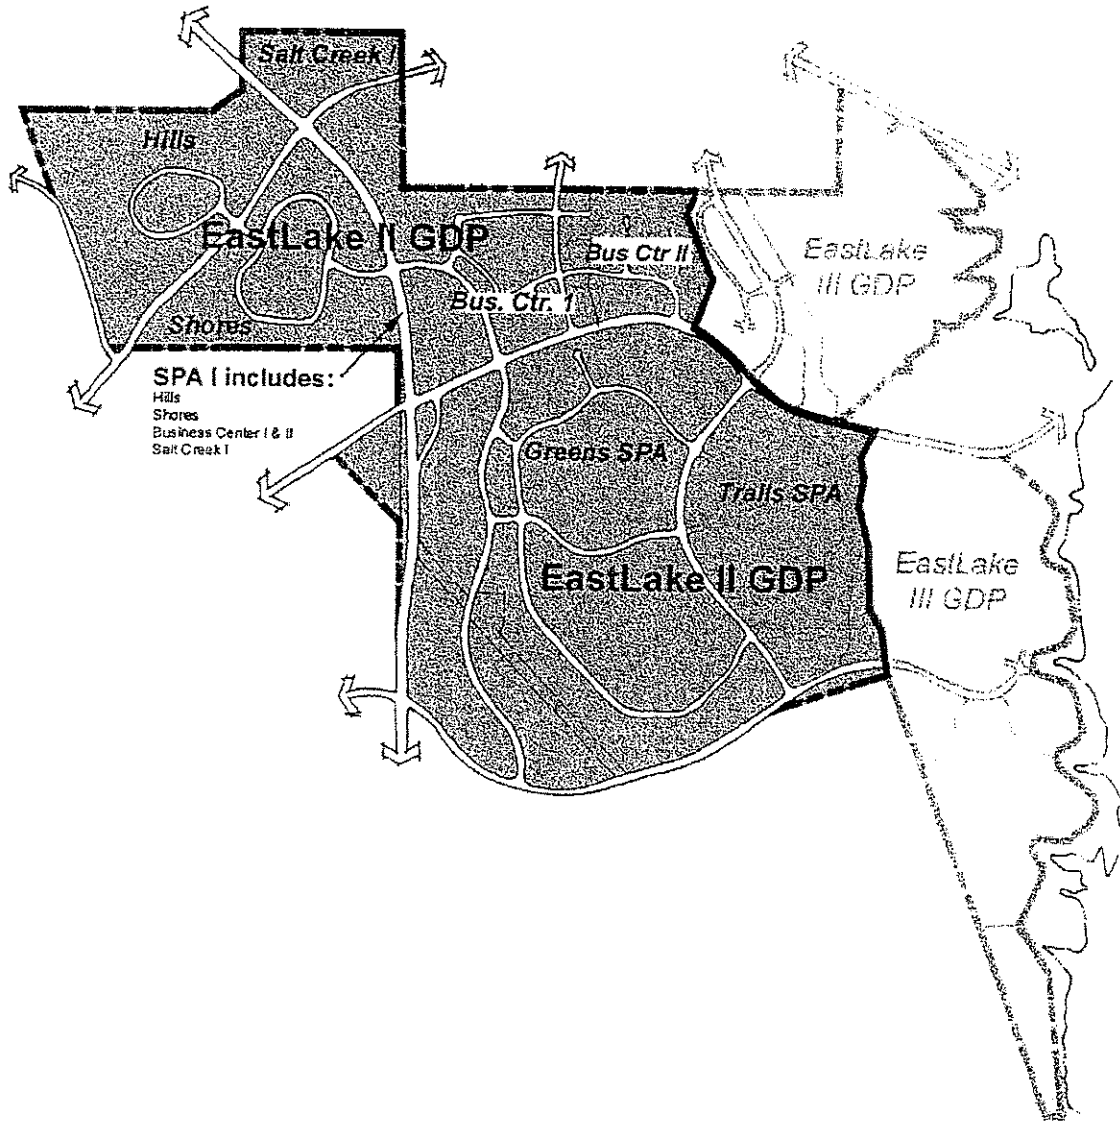 Salt Creek I
Hills
EastLake II GDP
Bus Ctr II
EastLake
III GDP
Bus. Ctr. 1
Shores
SPA I includes:
Hills
Shores
Business Center I & II
Salt Creek I
Greens SPA
Trails SPA
EastLake II GDP
EastLake
III GDP